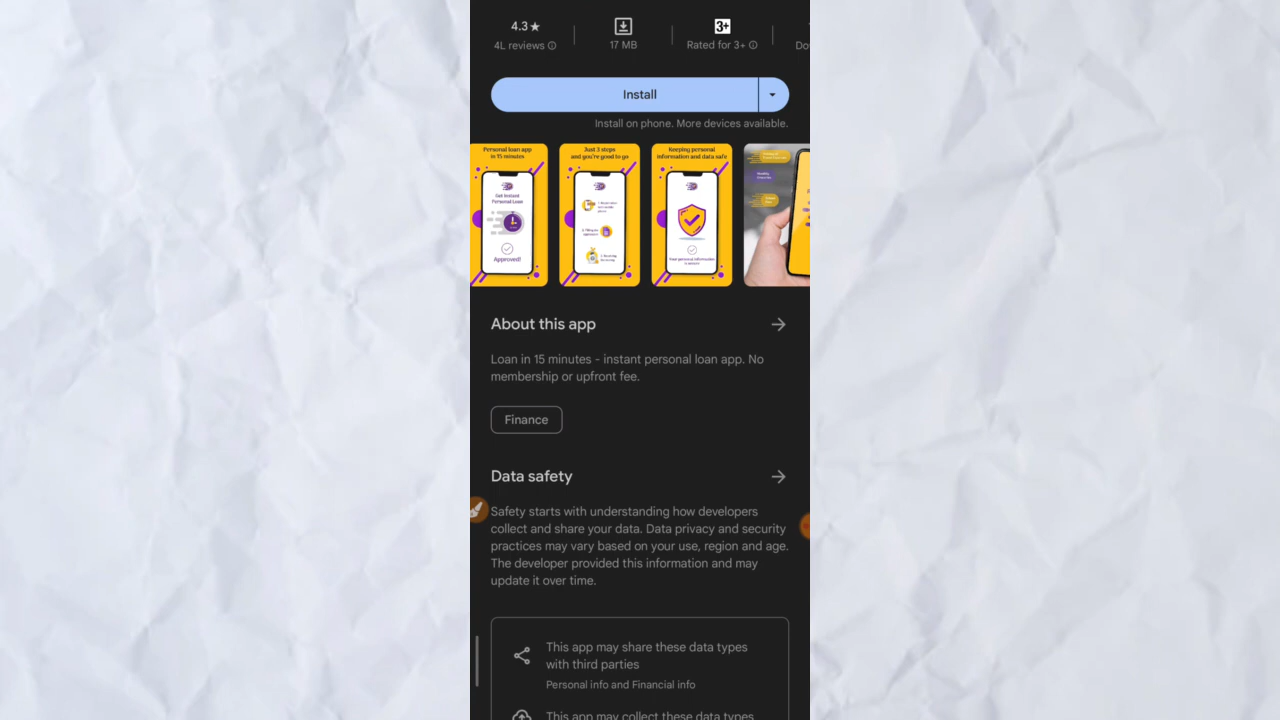 4.3★
4L reviews
17 MB
3+
Rated for 3+
Do
Install
Install on phone. More devices available.
Personal loan app
in 15 minutes
Get Instant
Personal Loan
Approved!
Just 3 steps
and you're good to go
Keeping personal
information and data safe
About this app
Loan in 15 minutes - instant personal loan app. No
membership or upfront fee.
Finance
Data safety
Safety starts with understanding how developers
collect and share your data. Data privacy and security
practices may vary based on your use, region and age.
The developer provided this information and may
update it over time.
This app may share these data types
with third parties
Personal info and Financial info
This app may collect these data types